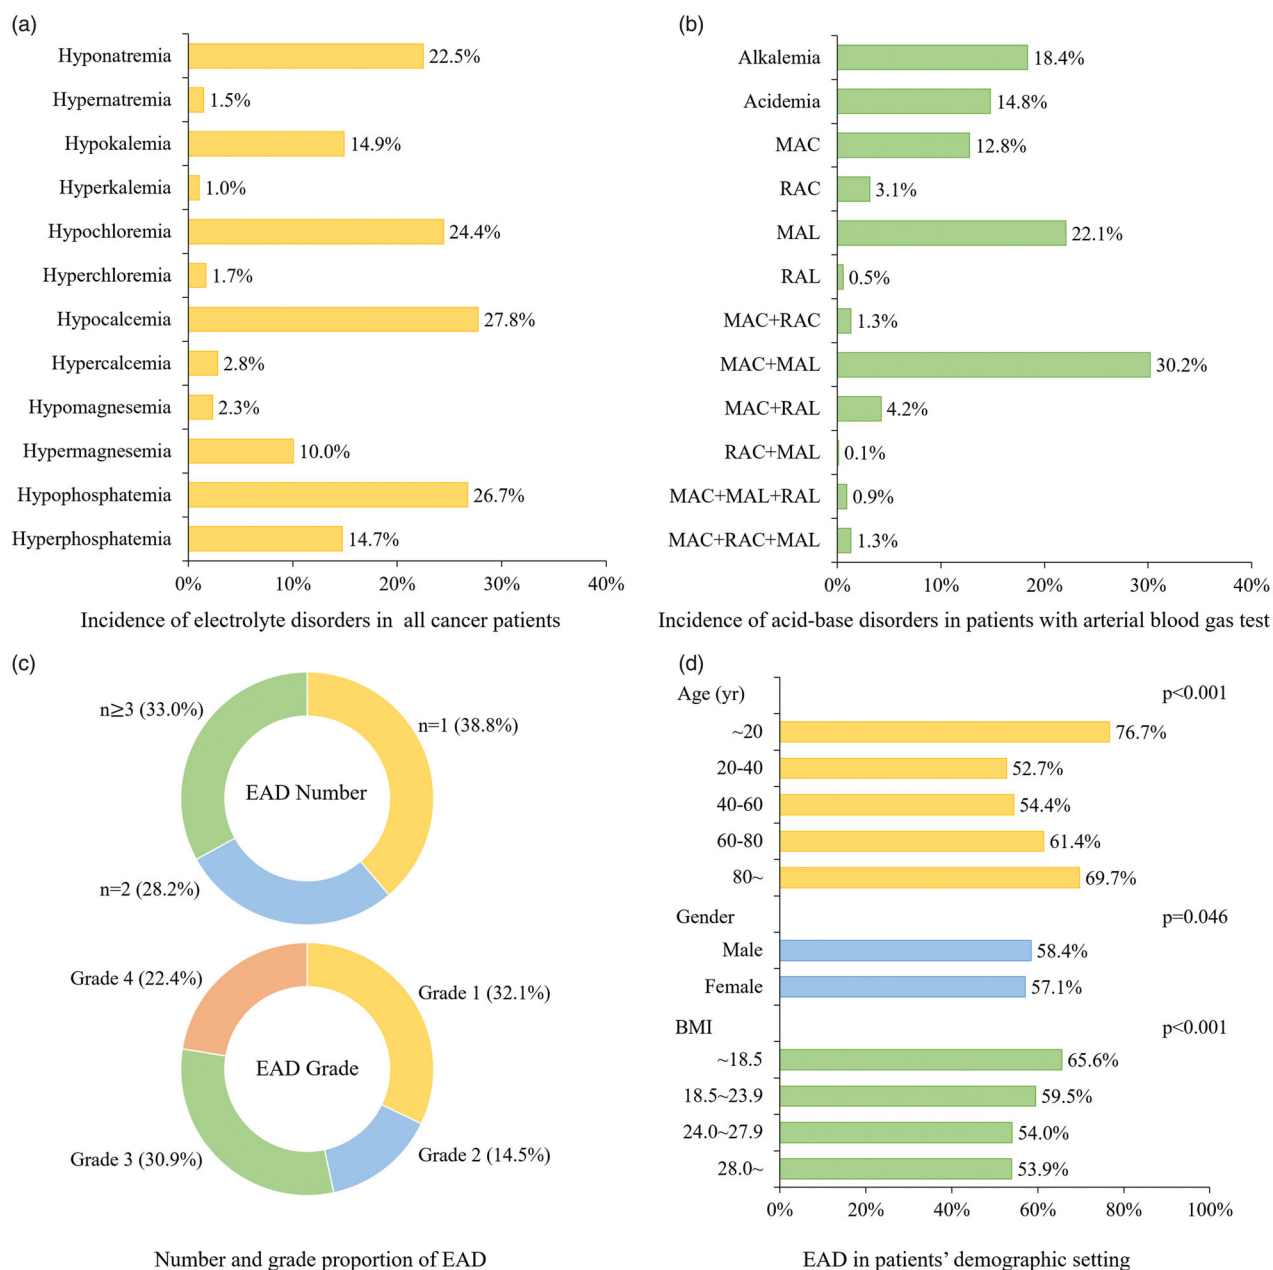 (a)
Hyponatremia 22.5%
Hypernatremia 1.5%
Hypokalemia 14.9%
Hyperkalemia 1.0%
Hypochloremia 24.4%
Hyperchloremia 1.7%
Hypocalcemia 27.8%
Hypercalcemia 2.8%
Hypomagnesemia 2.3%
Hypermagnesemia 10.0%
Hypophosphatemia 26.7%
Hyperphosphatemia 14.7%
0% 10% 20% 30% 40%
Incidence of electrolyte disorders in all cancer patients
(b)
Alkalemia 18.4%
Acidemia 14.8%
MAC 12.8%
RAC 3.1%
MAL 22.1%
RAL 0.5%
MAC+RAC 1.3%
MAC+MAL 30.2%
MAC+RAL 4.2%
RAC+MAL 0.1%
MAC+MAL+RAL 0.9%
MAC+RAC+MAL 1.3%
0% 10% 20% 30% 40%
Incidence of acid-base disorders in patients with arterial blood gas test
(c)
n≥3 (33.0%)
n=1 (38.8%)
EAD Number
n=2 (28.2%)
Grade 4 (22.4%)
Grade 1 (32.1%)
EAD Grade
Grade 3 (30.9%)
Grade 2 (14.5%)
Number and grade proportion of EAD
(d)
Age (yr) p<0.001
~20 76.7%
20-40 52.7%
40-60 54.4%
60-80 61.4%
80~ 69.7%
Gender p=0.046
Male 58.4%
Female 57.1%
BMI p<0.001
~18.5 65.6%
18.5~23.9 59.5%
24.0~27.9 54.0%
28.0~ 53.9%
0% 20% 40% 60% 80% 100%
EAD in patients' demographic setting